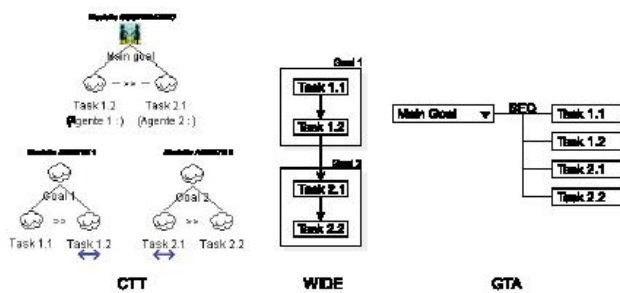 Main goal
Task 1.2 >> Task 2.1
(Agente 1 :) (Agente 2 :)
Goal 1
Task 1.1 >> Task 1.2
Goal 2
Task 2.1 >> Task 2.2
CTT
Goal 1
Task 1.1
Task 1.2
Goal 2
Task 2.1
Task 2.2
WIDE
Main Goal
SEQ
Task 1.1
Task 1.2
Task 2.1
Task 2.2
GTA